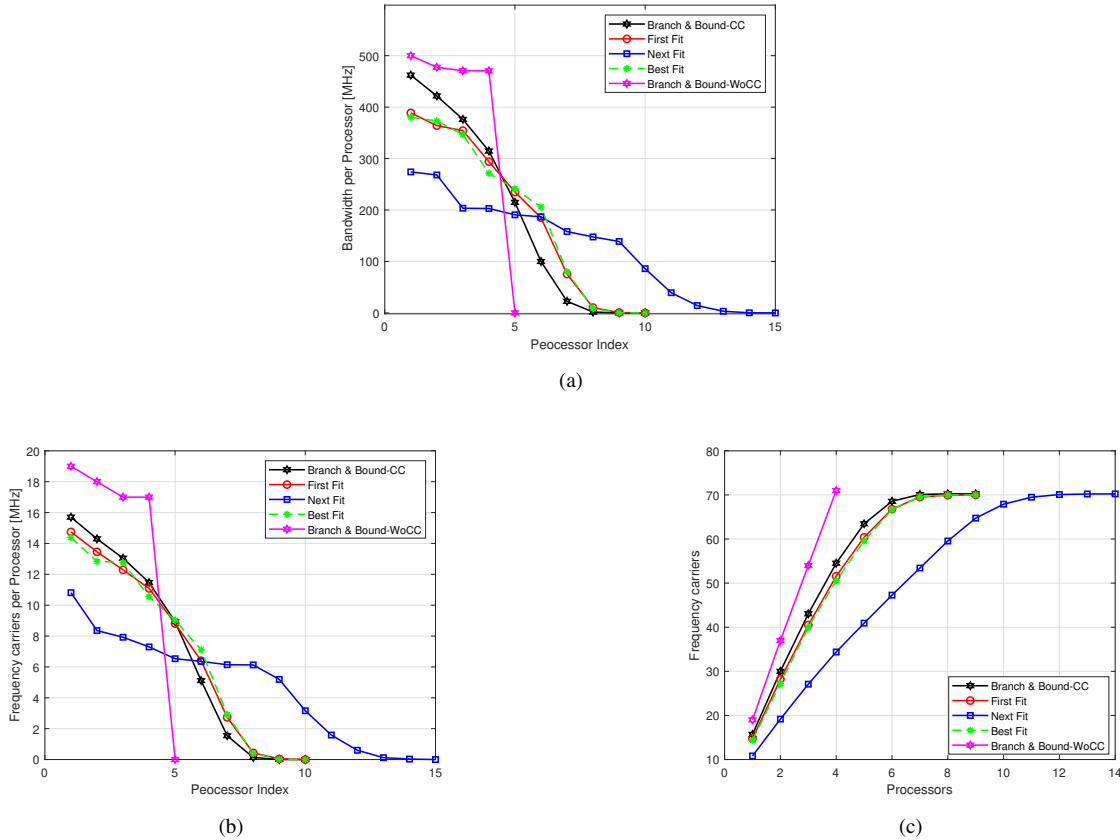 Bandwidth per Processor [MHz]
500
400
300
200
100
0
0 5 10 15
Peocessor Index
Branch & Bound-CC
First Fit
Next Fit
Best Fit
Branch & Bound-WoCC
(a)
Frequency carriers per Processor [MHz]
20
18
16
14
12
10
8
6
4
2
0
0 5 10 15
Peocessor Index
Branch & Bound-CC
First Fit
Next Fit
Best Fit
Branch & Bound-WoCC
(b)
Frequency carriers
80
70
60
50
40
30
20
10
0 2 4 6 8 10 12 14
Processors
Branch & Bound-CC
First Fit
Next Fit
Best Fit
Branch & Bound-WoCC
(c)